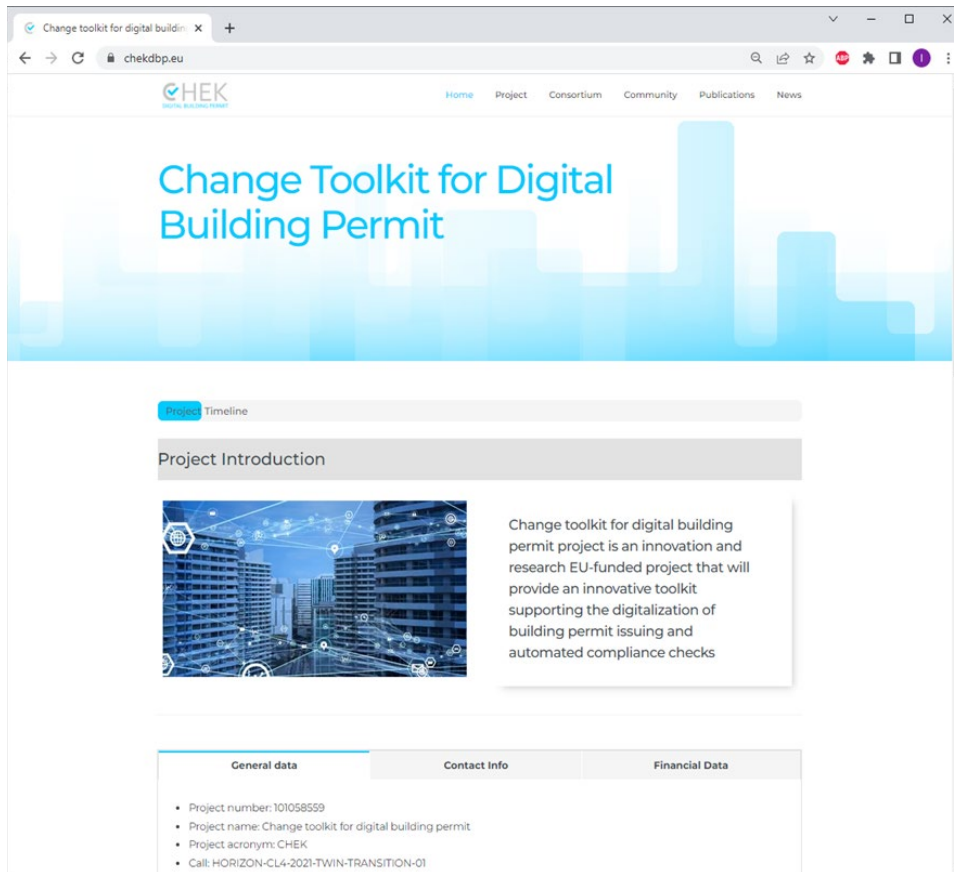 Change toolkit for digital buildin
chekdbp.eu
ABP
I
CHEK
DIGITAL BUILDING PERMIT
Home Project Consortium Community Publications News
Change Toolkit for Digital
Building Permit
Project Timeline
Project Introduction
Change toolkit for digital building
permit project is an innovation and
research EU-funded project that will
provide an innovative toolkit
supporting the digitalization of
building permit issuing and
automated compliance checks
General data Contact Info Financial Data
Project number: 101058559
Project name: Change toolkit for digital building permit
Project acronym: CHEK
Call: HORIZON-CL4-2021-TWIN-TRANSITION-01